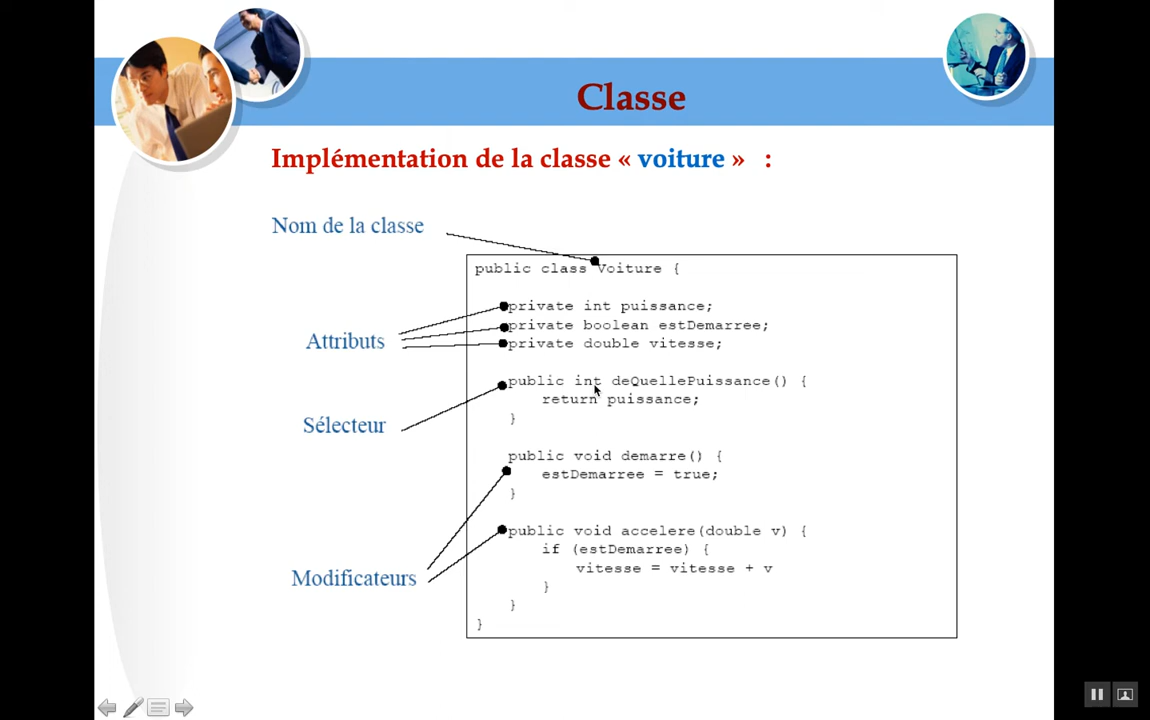 Classe
Implémentation de la classe « voiture » :
Nom de la classe
public class Voiture {
private int puissance;
private boolean estDemarree;
private double vitesse;
Attributs
public int deQuellePuissance() {
return puissance;
}
Sélecteur
public void demarre() {
estDemarree = true;
}
public void accelere(double v) {
if (estDemarree) {
vitesse = vitesse + v
}
}
}
Modificateurs